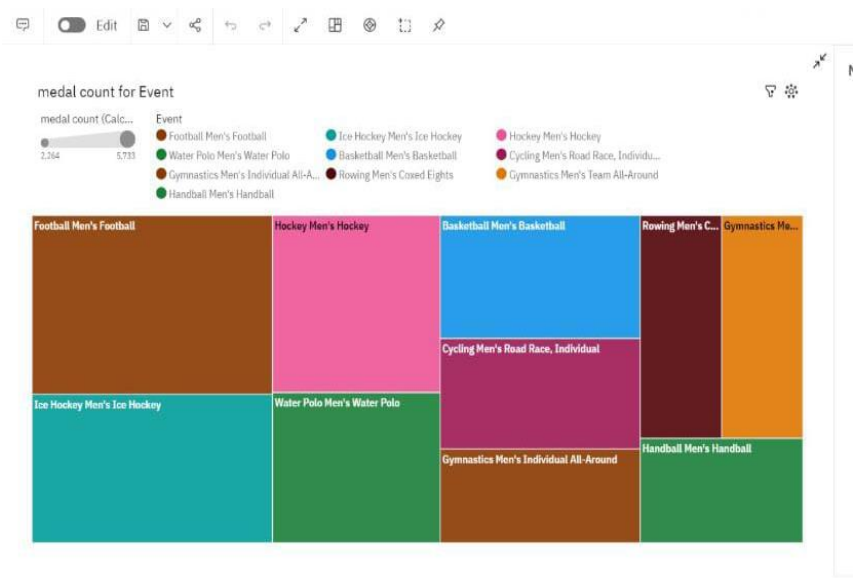 Edit
medal count for Event
medal count (Calc...
2,264 5,733
Event
Football Men's Football
Ice Hockey Men's Ice Hockey
Hockey Men's Hockey
Water Polo Men's Water Polo
Basketball Men's Basketball
Cycling Men's Road Race, Individu...
Gymnastics Men's Individual All-A...
Rowing Men's Coxed Eights
Gymnastics Men's Team All-Around
Handball Men's Handball
Football Men's Football
Hockey Men's Hockey
Basketball Men's Basketball
Rowing Men's C...
Gymnastics Me...
Cycling Men's Road Race, Individual
Ice Hockey Men's Ice Hockey
Water Polo Men's Water Polo
Handball Men's Handball
Gymnastics Men's Individual All-Around